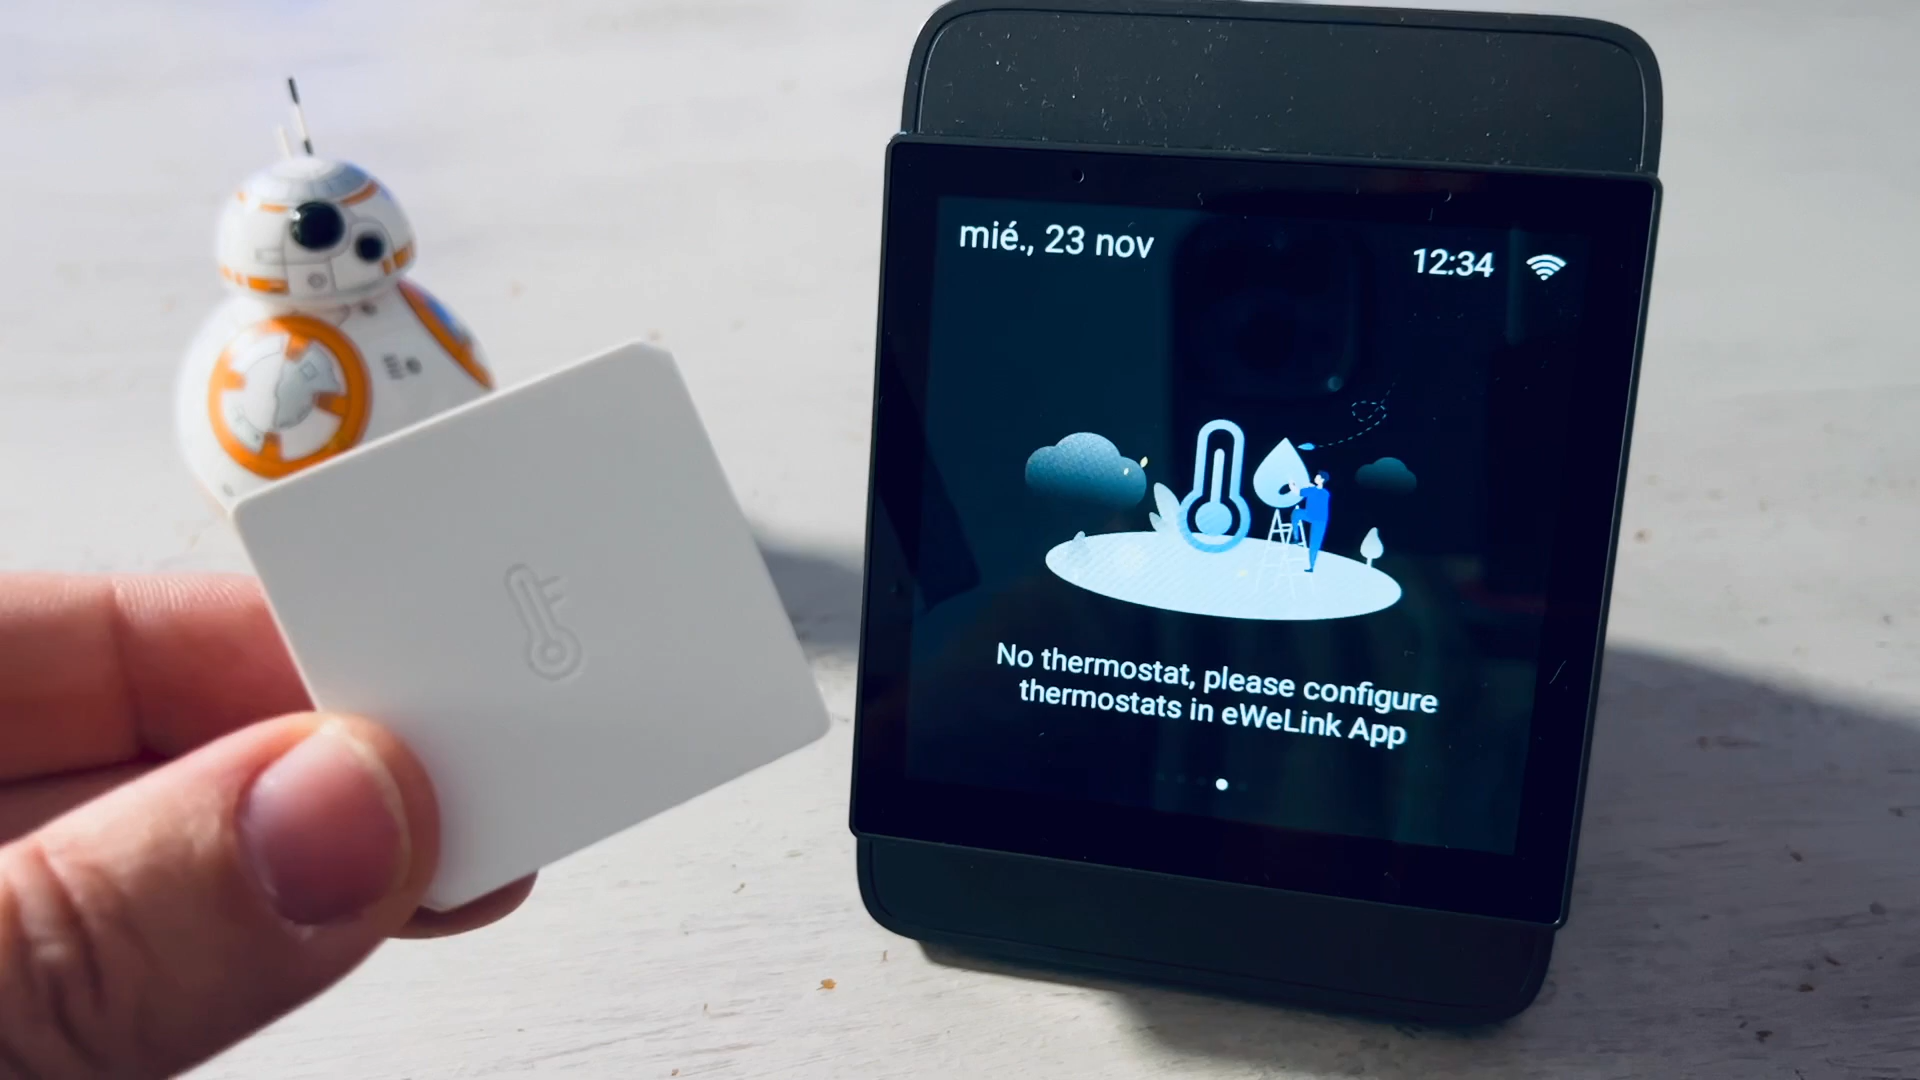 mié., 23 nov
12:34
No thermostat, please configure
thermostats in eWeLink App